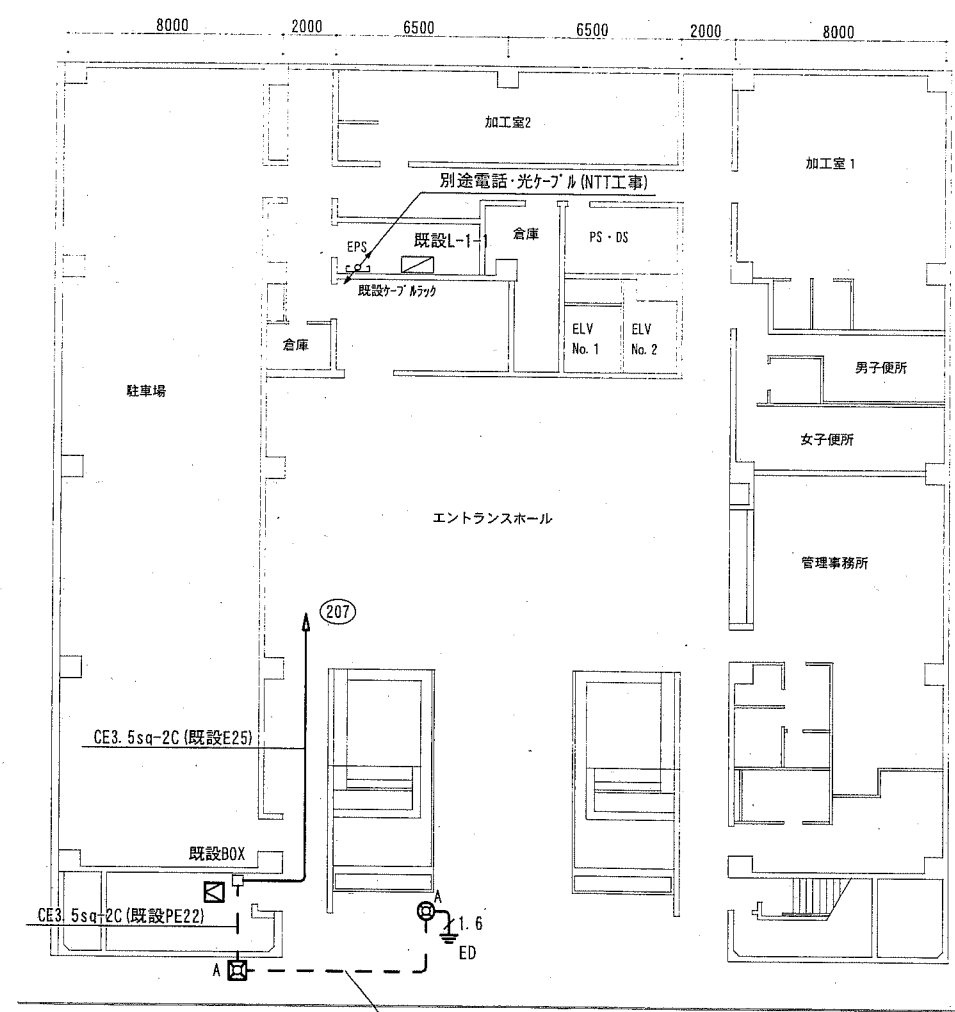 8000 2000 6500 6500 2000 8000
加工室2
加工室1
別途電話・光ケーブル(NTT工事)
EPS
既設L-1-1
倉庫
PS・DS
既設ケーブルラック
倉庫
ELV
No. 1
ELV
No. 2
男子便所
駐車場
女子便所
エントランスホール
管理事務所
207
CE3. 5sq-2C(既設E25)
既設BOX
CE3. 5sq-2C(既設PE22)
A
1. 6
ED
A